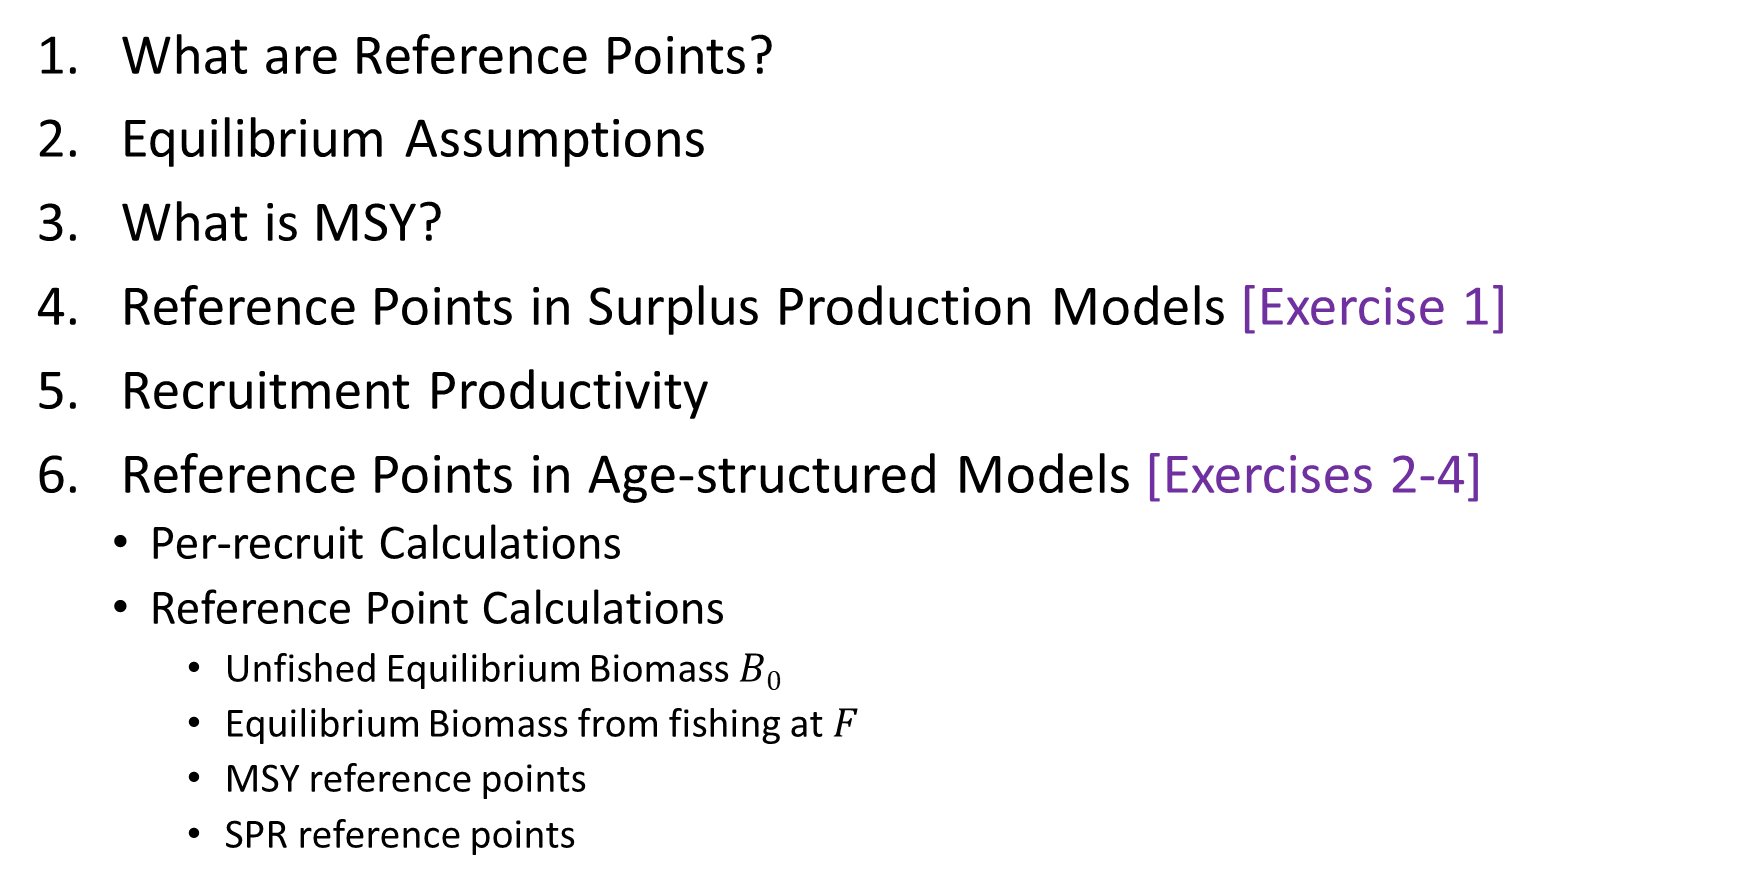 1. What are Reference Points?
2. Equilibrium Assumptions
3. What is MSY?
4. Reference Points in Surplus Production Models [Exercise 1]
5. Recruitment Productivity
6. Reference Points in Age-structured Models [Exercises 2-4]
• Per-recruit Calculations
• Reference Point Calculations
• Unfished Equilibrium Biomass B₀
• Equilibrium Biomass from fishing at F
• MSY reference points
• SPR reference points